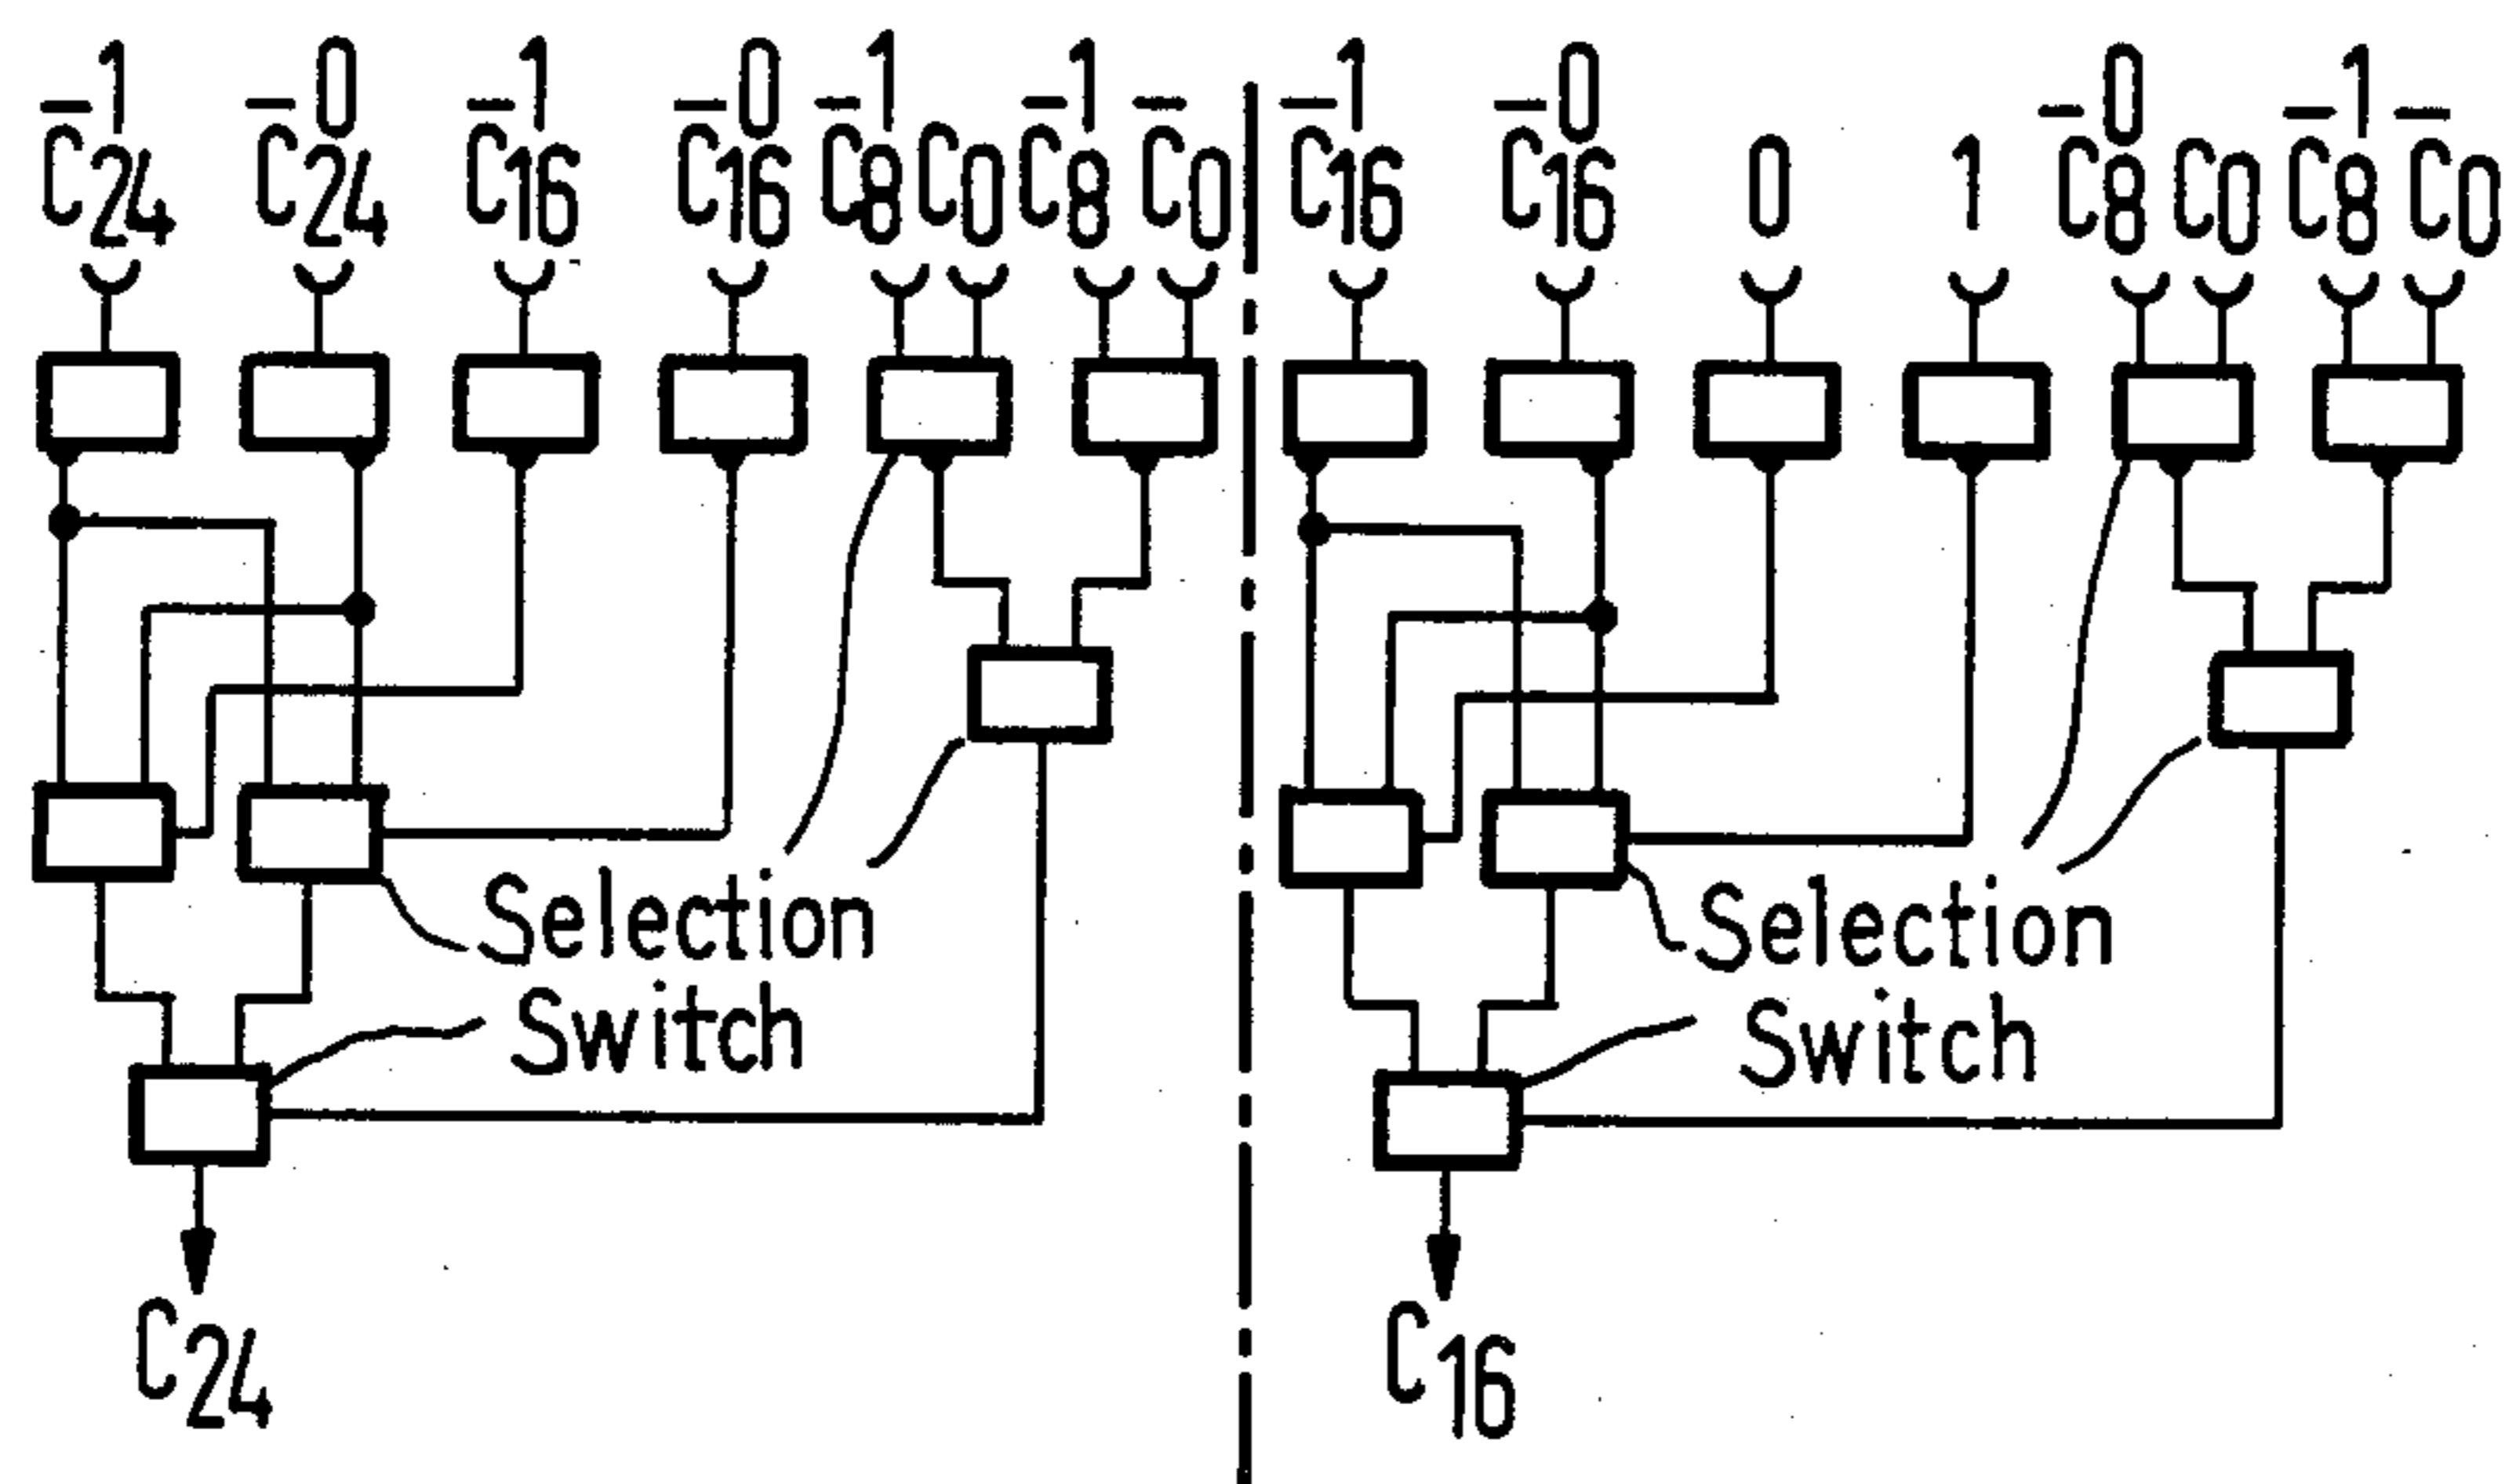 C̄¹₂₄ C̄⁰₂₄ C̄¹₁₆ C̄⁰₁₆ C̄¹₈ C₀ C̄¹₈ C̄₀ C̄¹₁₆ C̄⁰₁₆ 0 1 C̄⁰₈ C₀ C̄¹₈ C̄₀
Selection
Switch
Selection
Switch
C₂₄
C₁₆